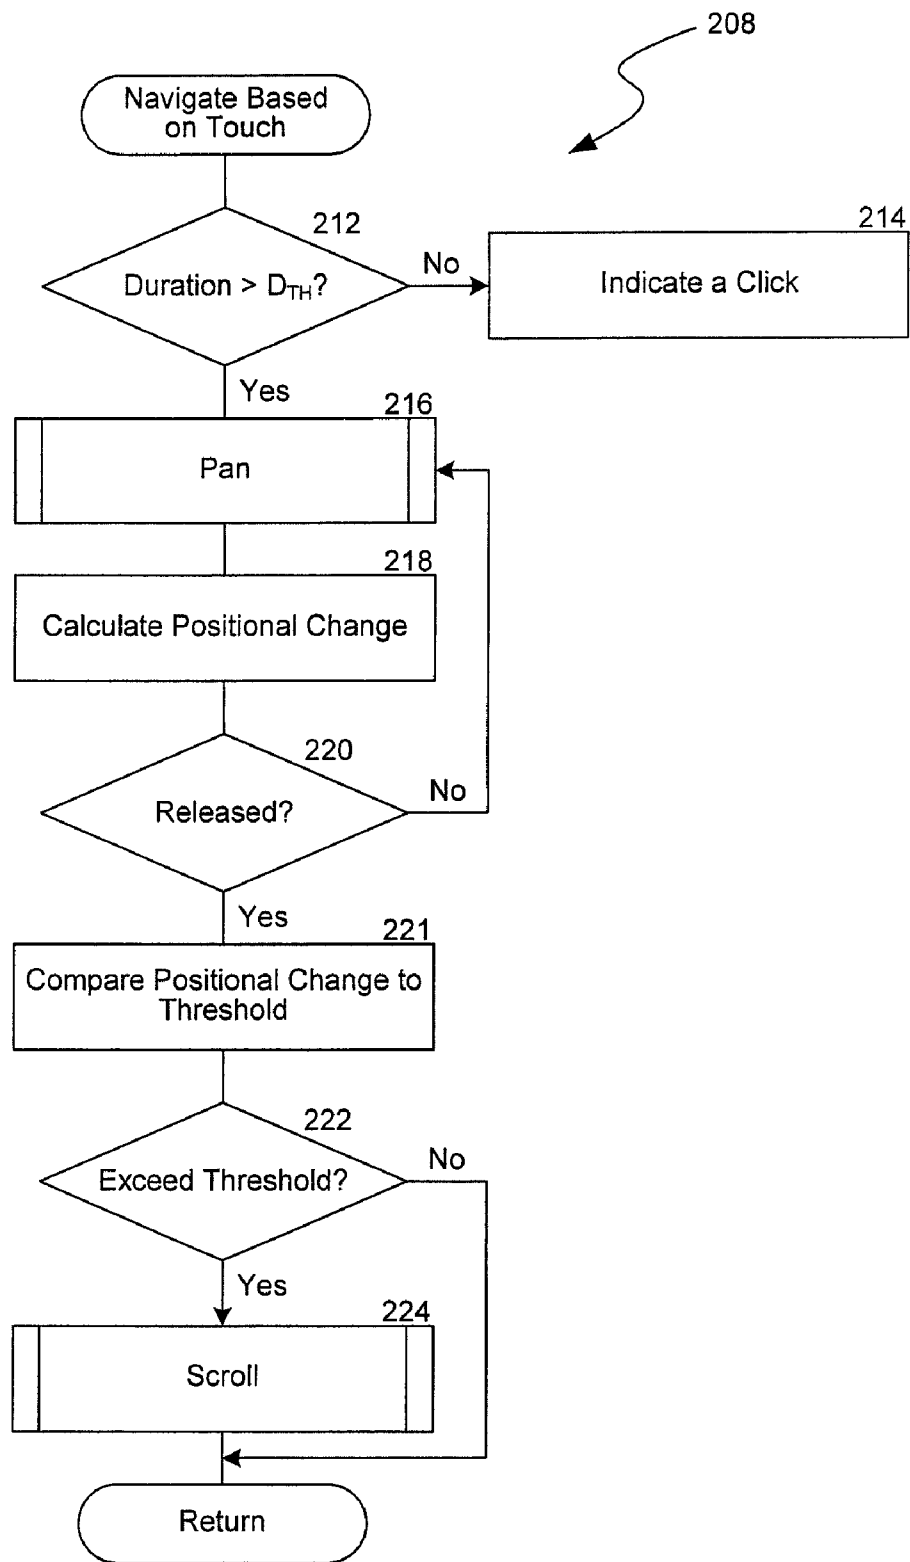 208
Navigate Based
on Touch
212
Duration > D_TH?
No
214
Indicate a Click
Yes
216
Pan
218
Calculate Positional Change
220
Released?
No
Yes
221
Compare Positional Change to
Threshold
222
Exceed Threshold?
No
Yes
224
Scroll
Return